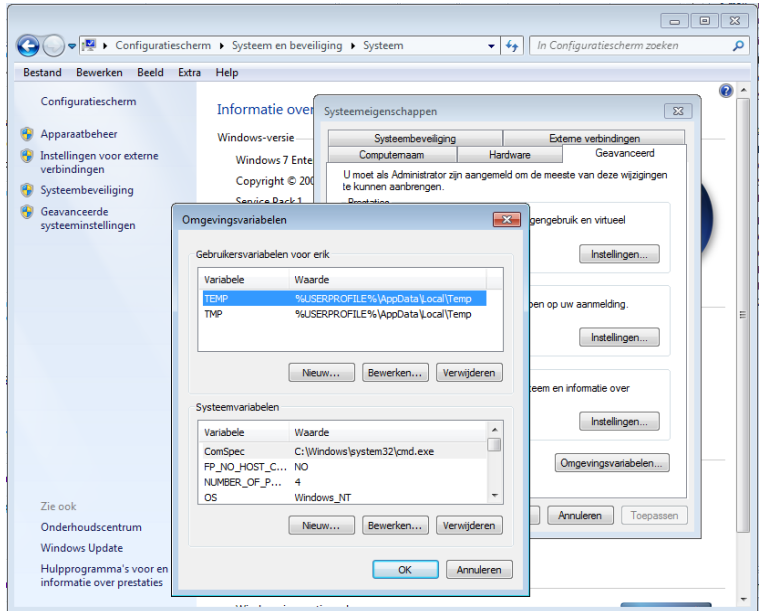 Configuratiescherm ▸ Systeem en beveiliging ▸ Systeem
In Configuratiescherm zoeken
Bestand Bewerken Beeld Extra Help
Configuratiescherm
Apparaatbeheer
Instellingen voor externe
verbindingen
Systeembeveiliging
Geavanceerde
systeeminstellingen
Zie ook
Onderhoudscentrum
Windows Update
Hulpprogramma's voor en
informatie over prestaties
Informatie over
Windows-versie
Windows 7 Ente
Copyright © 200
Service Pack 1
Systeemeigenschappen
Systeembeveiliging Externe verbindingen
Computernaam Hardware Geavanceerd
U moet als Administrator zijn aangemeld om de meeste van deze wijzigingen
te kunnen aanbrengen.
Prestaties
gengebruik en virtueel
Instellingen...
en op uw aanmelding.
Instellingen...
eem en informatie over
Instellingen...
Omgevingsvariabelen...
Annuleren Toepassen
Omgevingsvariabelen
Gebruikersvariabelen voor erik
Variabele Waarde
TEMP %USERPROFILE%\AppData\Local\Temp
TMP %USERPROFILE%\AppData\Local\Temp
Nieuw... Bewerken... Verwijderen
Systeemvariabelen
Variabele Waarde
ComSpec C:\Windows\system32\cmd.exe
FP_NO_HOST_C... NO
NUMBER_OF_P... 4
OS Windows_NT
Nieuw... Bewerken... Verwijderen
OK Annuleren